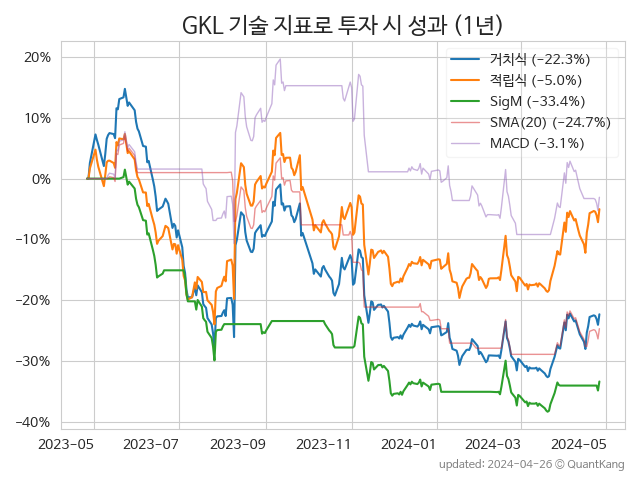 GKL 기술 지표로 투자 시 성과 (1년)
거치식 (−22.3%)
적립식 (−5.0%)
SigM (−33.4%)
SMA(20) (−24.7%)
MACD (−3.1%)
20%
10%
0%
−10%
−20%
−30%
−40%
2023-05 2023-07 2023-09 2023-11 2024-01 2024-03 2024-05
updated: 2024-04-26 © QuantKang